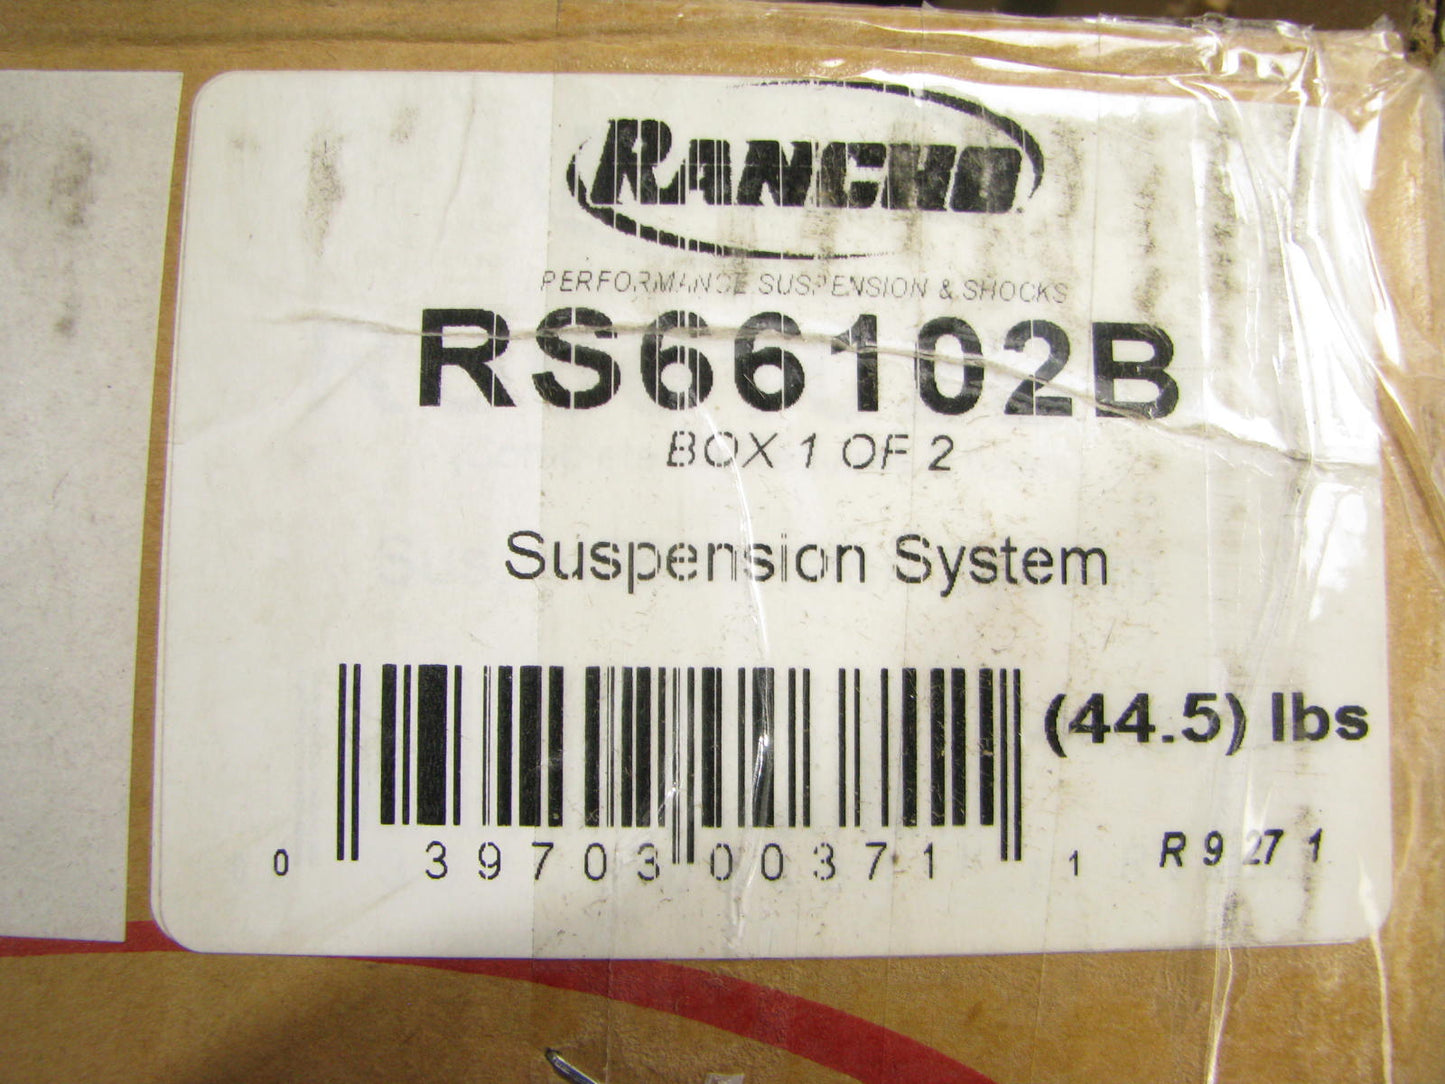 RANCHO
PERFORMANCE SUSPENSION & SHOCKS
RS66102B
BOX 1 OF 2
Suspension System
(44.5) lbs
0 39703 00371 1
R9271